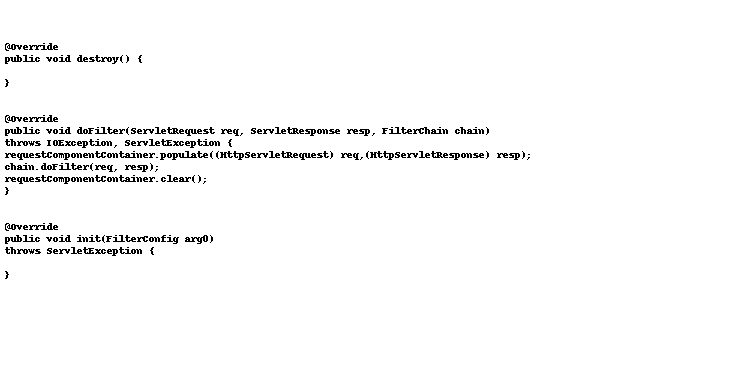 @Override
public void destroy() {
}
@Override
public void doFilter(ServletRequest req, ServletResponse resp, FilterChain chain)
throws IOException, ServletException {
requestComponentContainer.populate((HttpServletRequest) req,(HttpServletResponse) resp);
chain.doFilter(req, resp);
requestComponentContainer.clear();
}
@Override
public void init(FilterConfig arg0)
throws ServletException {
}